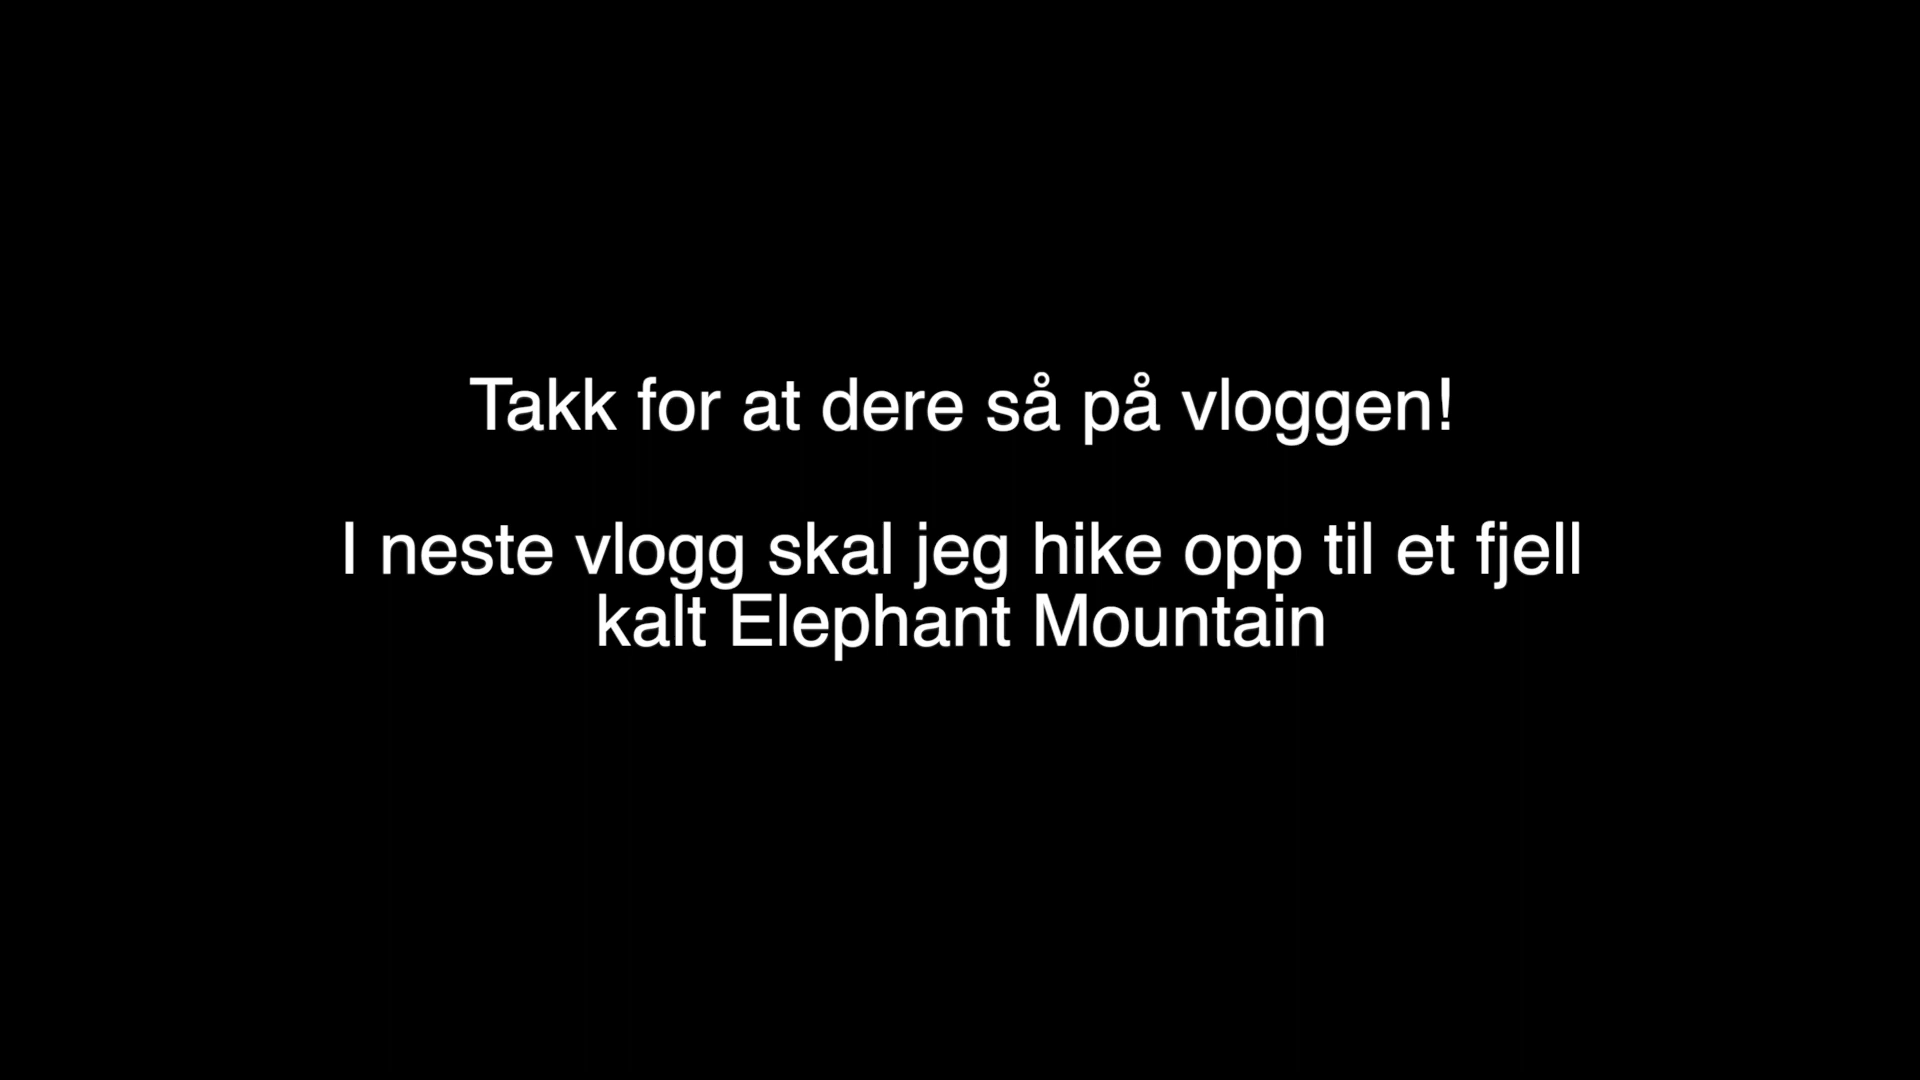 Takk for at dere så på vloggen!
I neste vlogg skal jeg hike opp til et fjell
kalt Elephant Mountain